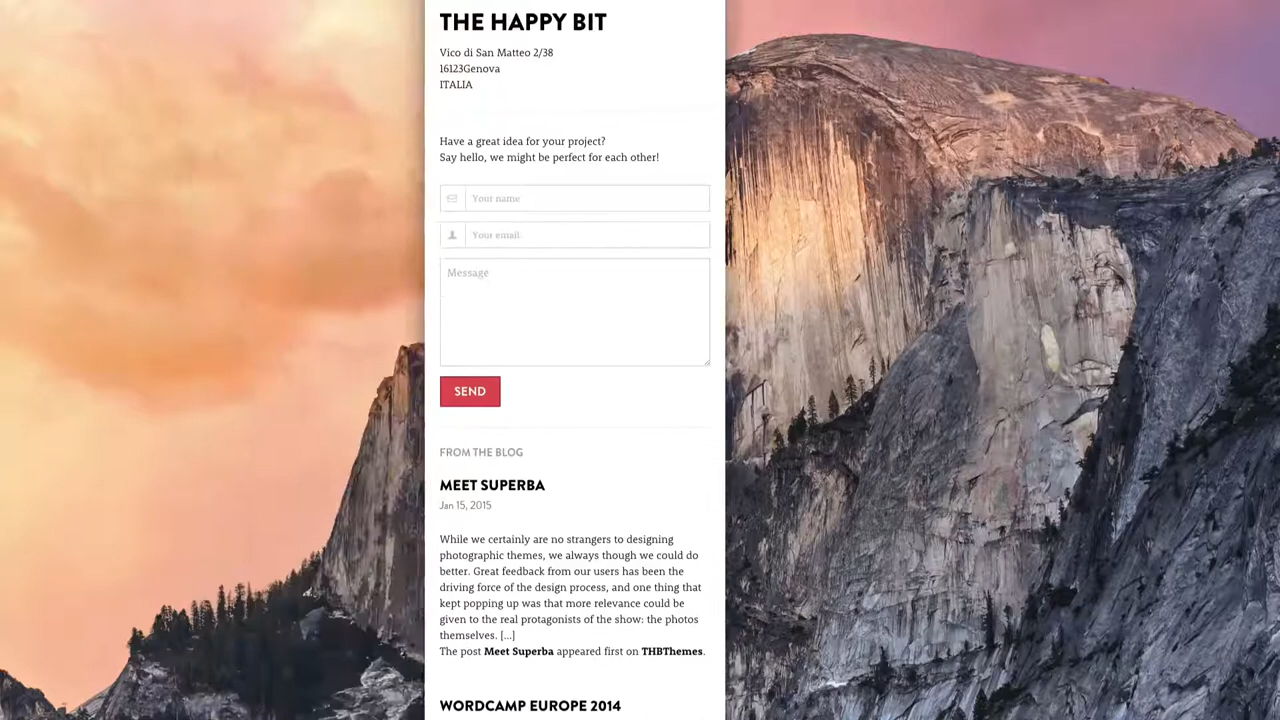 THE HAPPY BIT
Vico di San Matteo 2/38
16123Genova
ITALIA
Have a great idea for your project?
Say hello, we might be perfect for each other!
Your name
Your email
Message
SEND
FROM THE BLOG
MEET SUPERBA
Jan 15, 2015
While we certainly are no strangers to designing
photographic themes, we always though we could do
better. Great feedback from our users has been the
driving force of the design process, and one thing that
kept popping up was that more relevance could be
given to the real protagonists of the show: the photos
themselves. [...]
The post Meet Superba appeared first on THBThemes.
WORDCAMP EUROPE 2014